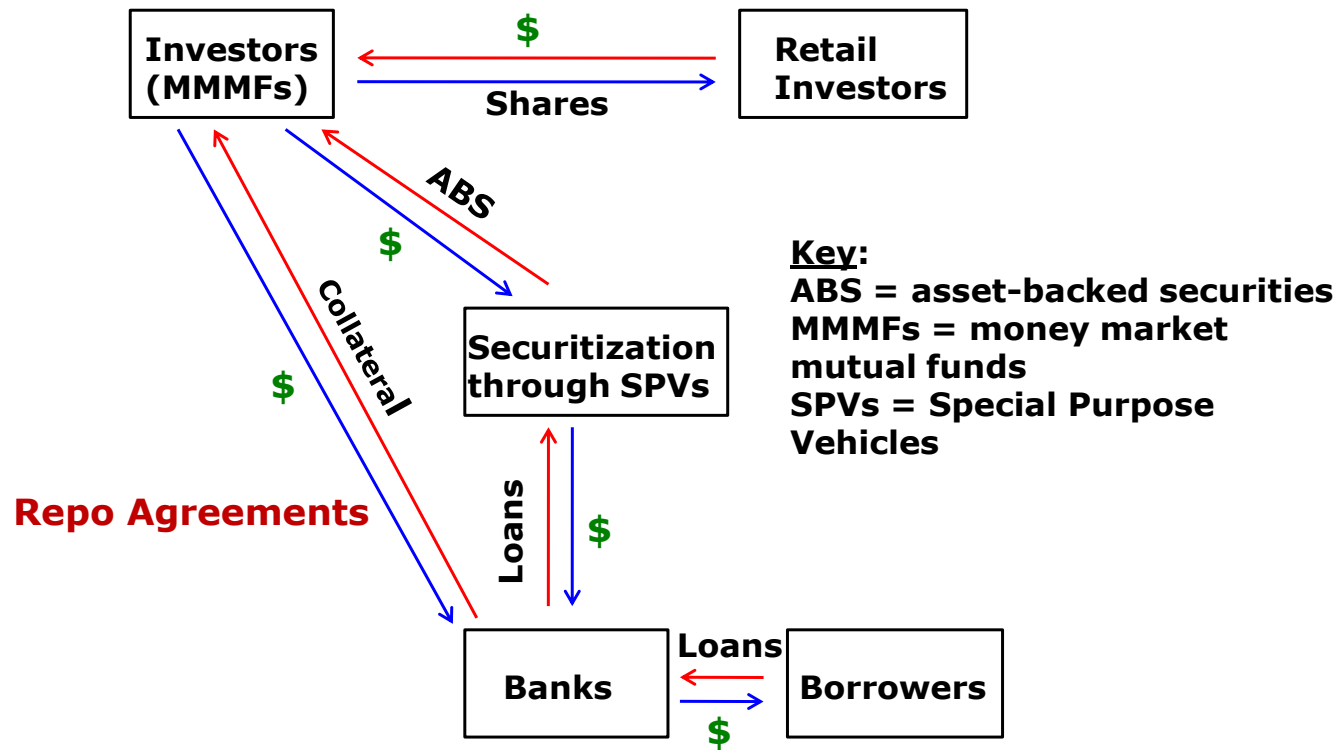 $
Investors
(MMMFs)
Retail
Investors
Shares
ABS
$
Collateral
$
Key:
ABS = asset-backed securities
MMMFs = money market
mutual funds
SPVs = Special Purpose
Vehicles
Securitization
through SPVs
Repo Agreements
Loans
$
Loans
Banks
Borrowers
$